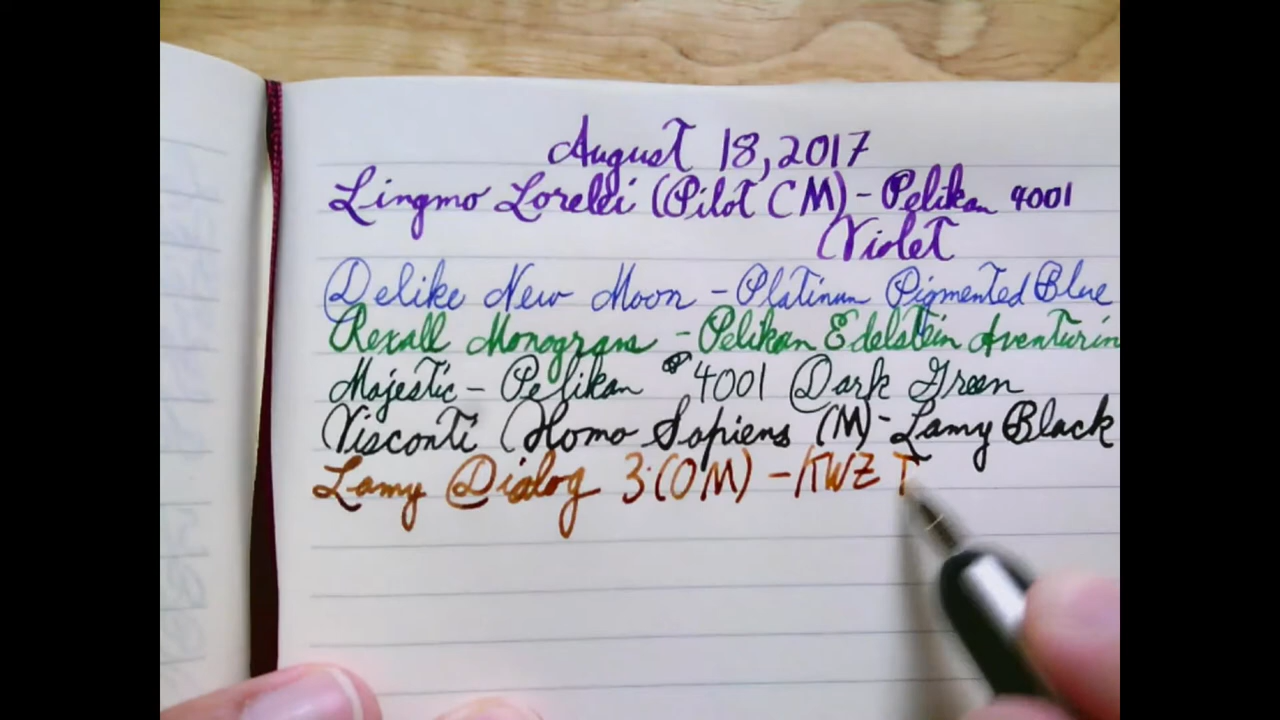 August 18, 2017
Lingmo Lorelei (Pilot CM) - Pelikan 4001
Violet
Delike New Moon - Platinum Pigmented Blue
Rexall Monogram - Pelikan Edelstein Aventurin
Majestic - Pelikan 4001 Dark Green
Visconti Homo Sapiens (M) - Lamy Black
Lamy Dialog 3 (OM) - KWZ